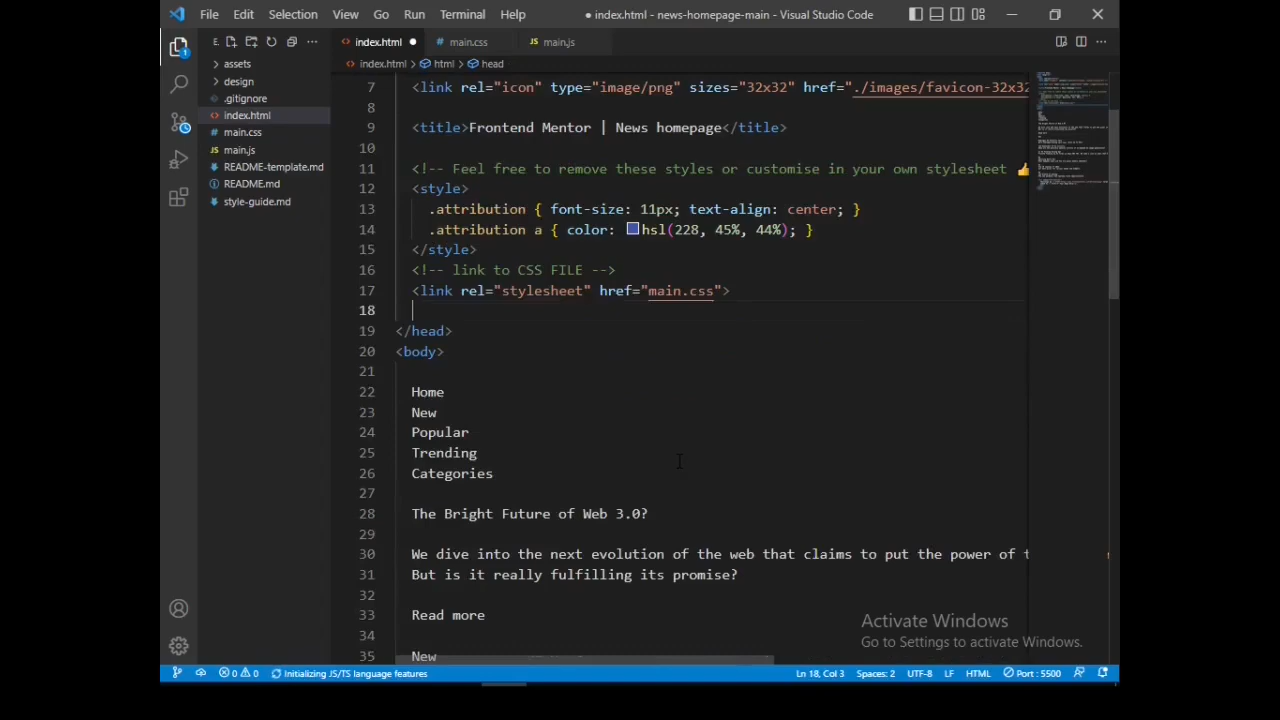 File Edit Selection View Go Run Terminal Help
● index.html - news-homepage-main - Visual Studio Code
E.
index.html
main.css
main.js
index.html > html > head
1
assets
design
.gitignore
index.html
main.css
main.js
README-template.md
README.md
style-guide.md
7 <link rel="icon" type="image/png" sizes="32x32" href="./images/favicon-32x32
8
9 <title>Frontend Mentor | News homepage</title>
10
11 <!-- Feel free to remove these styles or customise in your own stylesheet 👍
12 <style>
13 .attribution { font-size: 11px; text-align: center; }
14 .attribution a { color: hsl(228, 45%, 44%); }
15 </style>
16 <!-- link to CSS FILE -->
17 <link rel="stylesheet" href="main.css">
18
19 </head>
20 <body>
21
22 Home
23 New
24 Popular
25 Trending
26 Categories
27
28 The Bright Future of Web 3.0?
29
30 We dive into the next evolution of the web that claims to put the power of
31 But is it really fulfilling its promise?
32
33 Read more
34
35 New
Activate Windows
Go to Settings to activate Windows.
0 0 Initializing JS/TS language features
Ln 18, Col 3 Spaces: 2 UTF-8 LF HTML Port : 5500